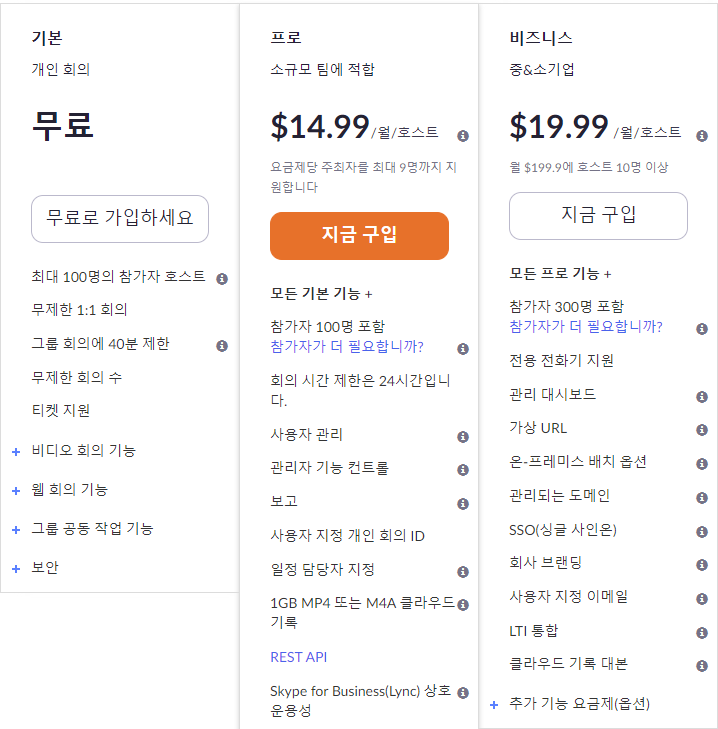 기본
개인 회의
무료
무료로 가입하세요
최대 100명의 참가자 호스트
무제한 1:1 회의
그룹 회의에 40분 제한
무제한 회의 수
티켓 지원
+ 비디오 회의 기능
+ 웹 회의 기능
+ 그룹 공동 작업 기능
+ 보안
프로
소규모 팀에 적합
$14.99/월/호스트
요금제당 주최자를 최대 9명까지 지
원합니다
지금 구입
모든 기본 기능 +
참가자 100명 포함
참가자가 더 필요합니까?
회의 시간 제한은 24시간입니
다.
사용자 관리
관리자 기능 컨트롤
보고
사용자 지정 개인 회의 ID
일정 담당자 지정
1GB MP4 또는 M4A 클라우드
기록
REST API
Skype for Business(Lync) 상호
운용성
비즈니스
중&소기업
$19.99 /월/호스트
월 $199.9에 호스트 10명 이상
지금 구입
모든 프로 기능 +
참가자 300명 포함
참가자가 더 필요합니까?
전용 전화기 지원
관리 대시보드
가상 URL
온-프레미스 배치 옵션
관리되는 도메인
SSO(싱글 사인온)
회사 브랜딩
사용자 지정 이메일
LTI 통합
클라우드 기록 대본
+ 추가 기능 요금제(옵션)